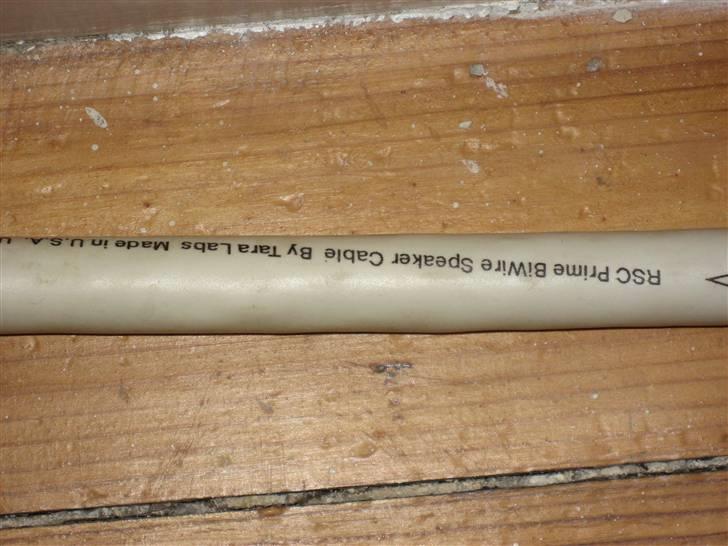 RSC Prime BiWire Speaker Cable By Tara Labs Made in U.S.A.